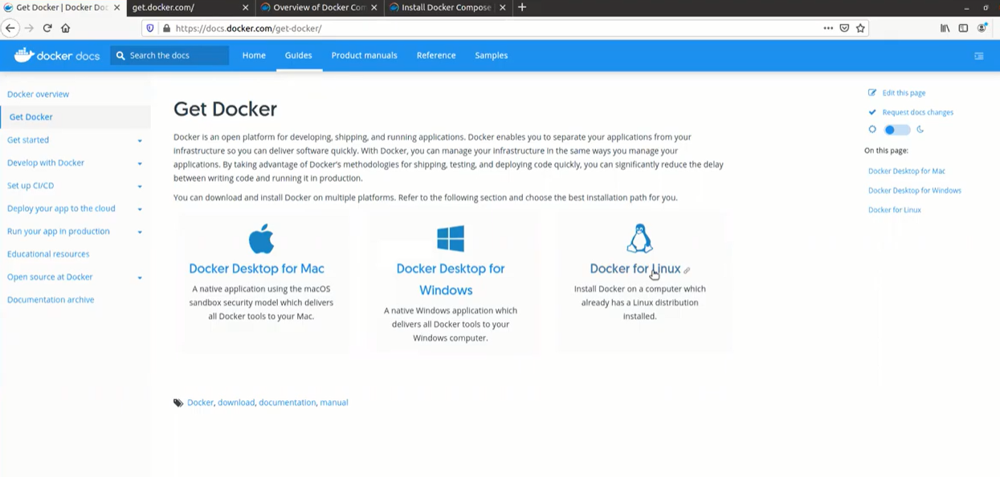 Get Docker | Docker Doc
get.docker.com/
Overview of Docker Com
Install Docker Compose
https://docs.docker.com/get-docker/
docker docs
Search the docs
Home
Guides
Product manuals
Reference
Samples
Docker overview
Get Docker
Get started
Develop with Docker
Set up CI/CD
Deploy your app to the cloud
Run your app in production
Educational resources
Open source at Docker
Documentation archive
Get Docker
Docker is an open platform for developing, shipping, and running applications. Docker enables you to separate your applications from your
infrastructure so you can deliver software quickly. With Docker, you can manage your infrastructure in the same ways you manage your
applications. By taking advantage of Docker's methodologies for shipping, testing, and deploying code quickly, you can significantly reduce the delay
between writing code and running it in production.
You can download and install Docker on multiple platforms. Refer to the following section and choose the best installation path for you.
Docker Desktop for Mac
A native application using the macOS
sandbox security model which delivers
all Docker tools to your Mac.
Docker Desktop for
Windows
A native Windows application which
delivers all Docker tools to your
Windows computer.
Docker for Linux
Install Docker on a computer which
already has a Linux distribution
installed.
Docker, download, documentation, manual
Edit this page
Request docs changes
On this page:
Docker Desktop for Mac
Docker Desktop for Windows
Docker for Linux